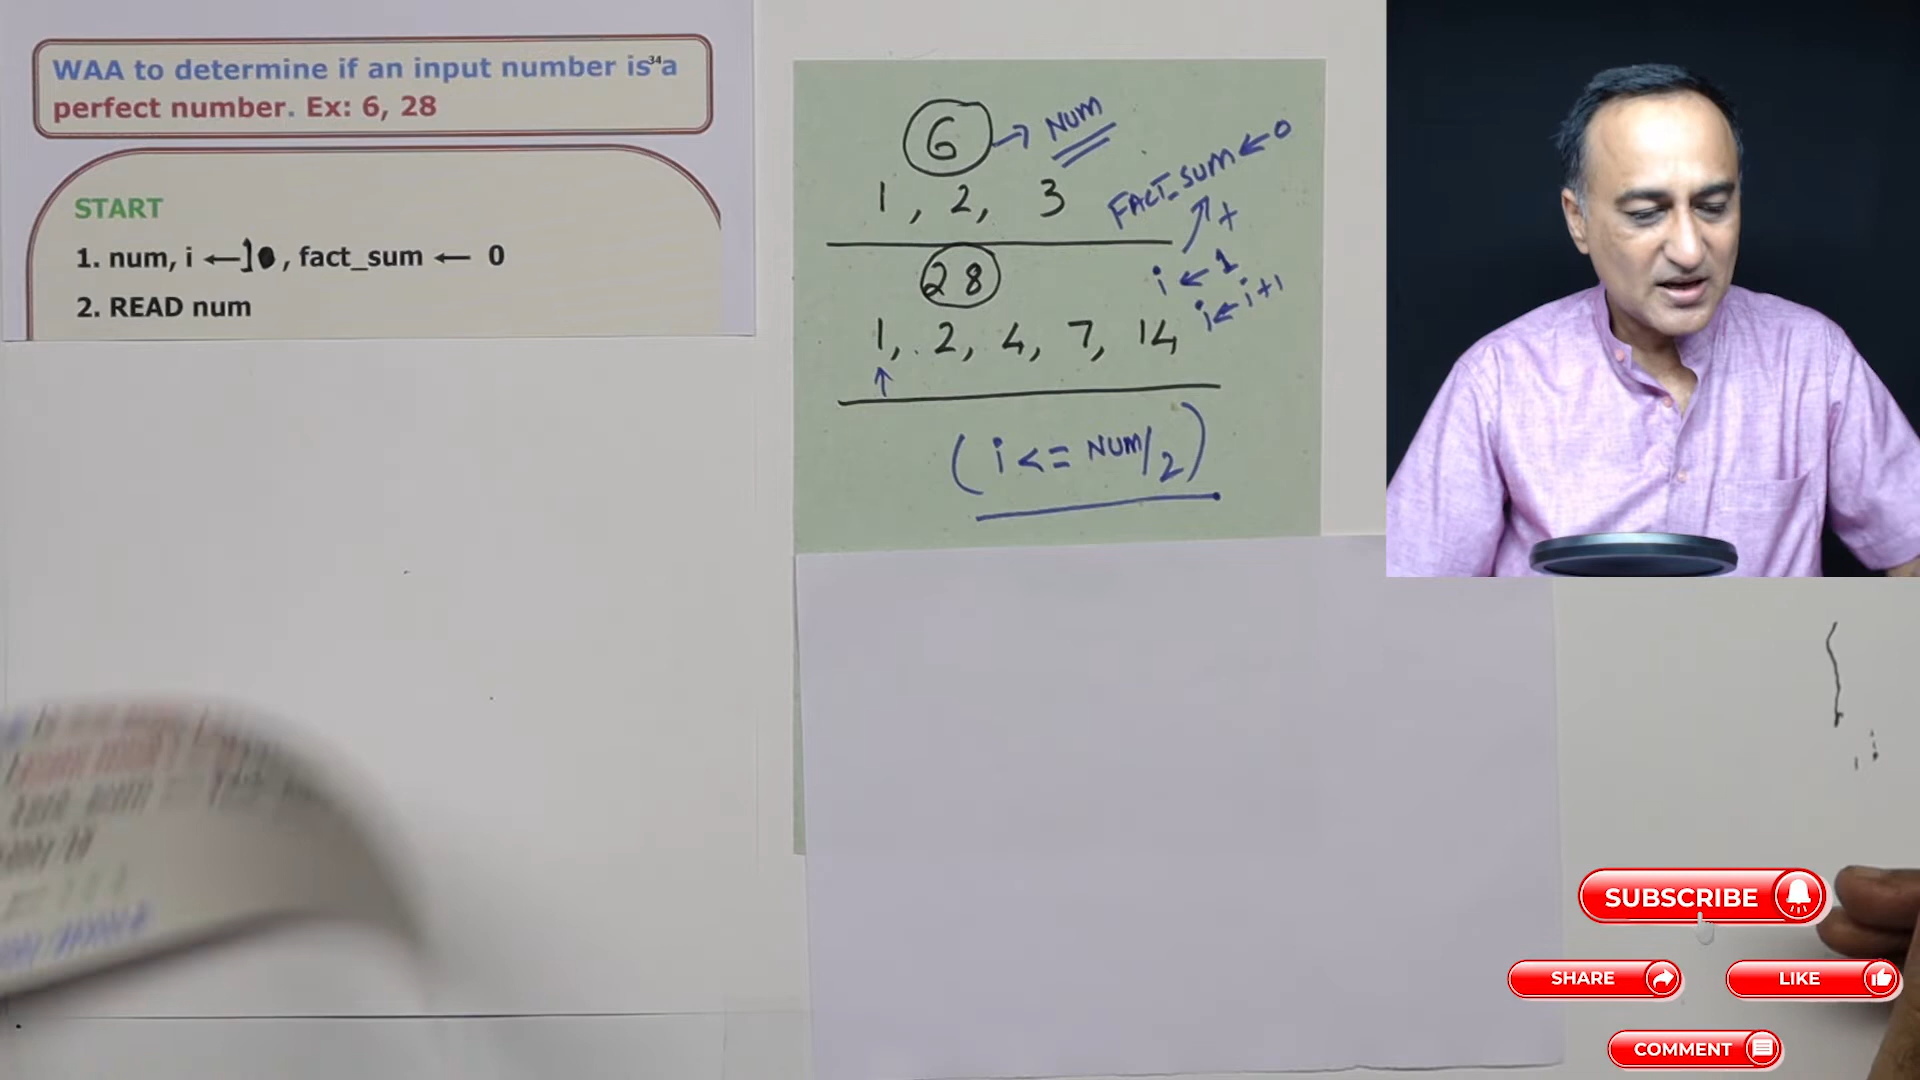 WAA to determine if an input number is a
34
perfect number. Ex: 6, 28
START
1. num, i ← 1, fact_sum ← 0
2. READ num
6 → NUM
1, 2, 3
FACT_SUM ← 0
+
28
i ← 1
i ← i+1
1, 2, 4, 7, 14
↑
(i <= NUM/2)
SUBSCRIBE
SHARE
LIKE
COMMENT